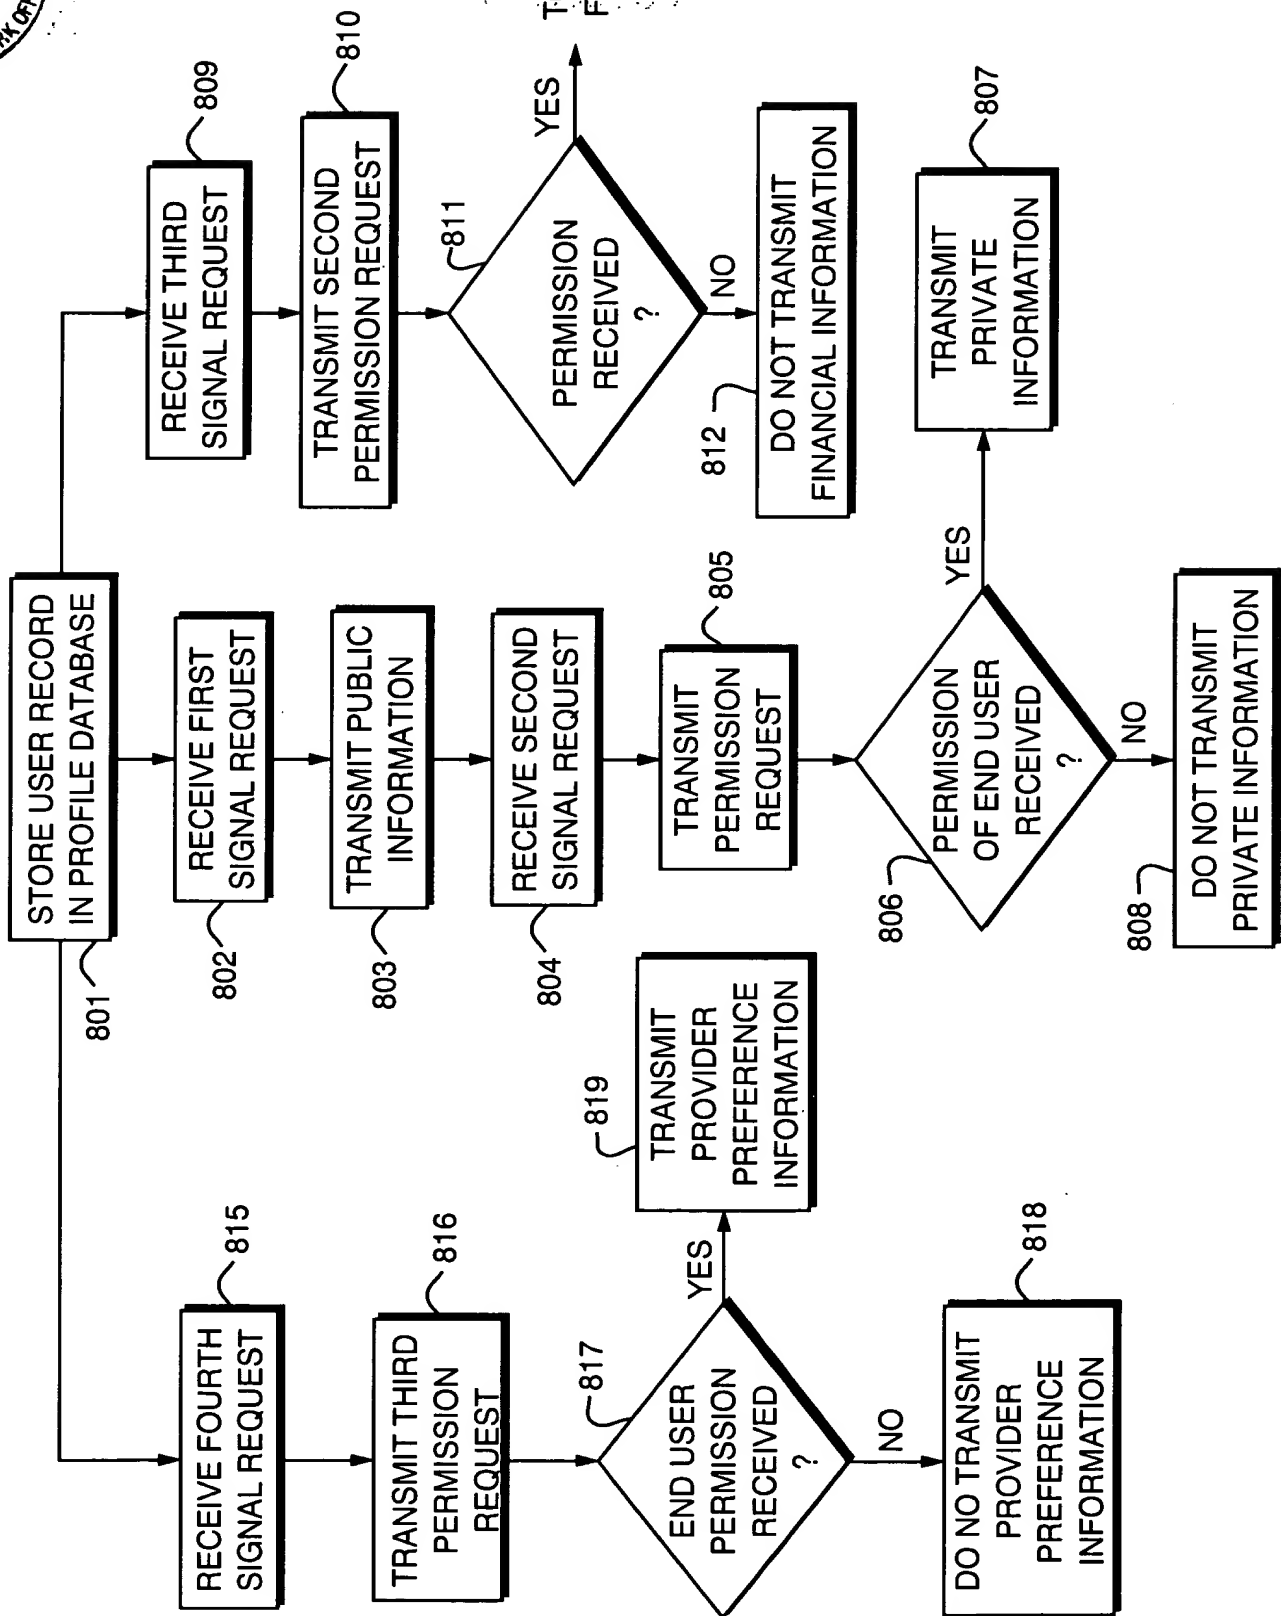 STORE USER RECORD
IN PROFILE DATABASE
801
RECEIVE FOURTH
SIGNAL REQUEST
815
TRANSMIT THIRD
PERMISSION
REQUEST
816
END USER
PERMISSION
RECEIVED
?
817
YES
TRANSMIT
PROVIDER
PREFERENCE
INFORMATION
819
NO
DO NO TRANSMIT
PROVIDER
PREFERENCE
INFORMATION
818
RECEIVE FIRST
SIGNAL REQUEST
802
TRANSMIT PUBLIC
INFORMATION
803
RECEIVE SECOND
SIGNAL REQUEST
804
TRANSMIT
PERMISSION
REQUEST
805
PERMISSION
OF END USER
RECEIVED
?
806
YES
TRANSMIT
PRIVATE
INFORMATION
807
NO
DO NOT TRANSMIT
PRIVATE INFORMATION
808
RECEIVE THIRD
SIGNAL REQUEST
809
TRANSMIT SECOND
PERMISSION REQUEST
810
PERMISSION
RECEIVED
?
811
YES
NO
DO NOT TRANSMIT
FINANCIAL INFORMATION
812